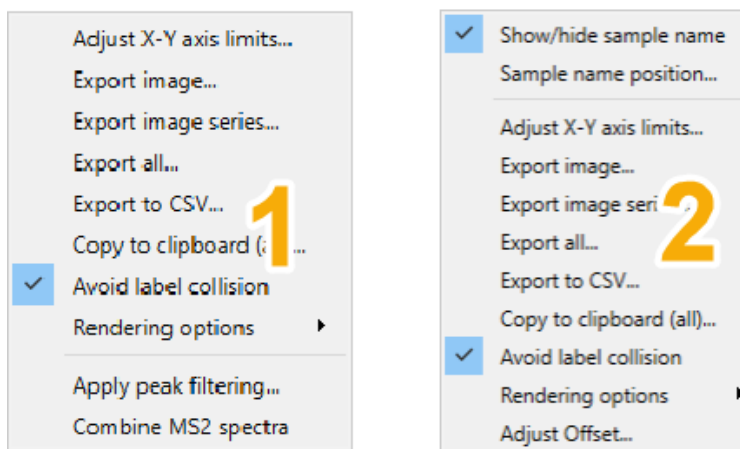 Adjust X-Y axis limits...
Export image...
Export image series...
Export all...
Export to CSV...
Copy to clipboard (a ...
Avoid label collision
Rendering options
Apply peak filtering...
Combine MS2 spectra
1
Show/hide sample name
Sample name position...
Adjust X-Y axis limits...
Export image...
Export image seri
Export all...
Export to CSV...
Copy to clipboard (all)...
Avoid label collision
Rendering options
Adjust Offset...
2